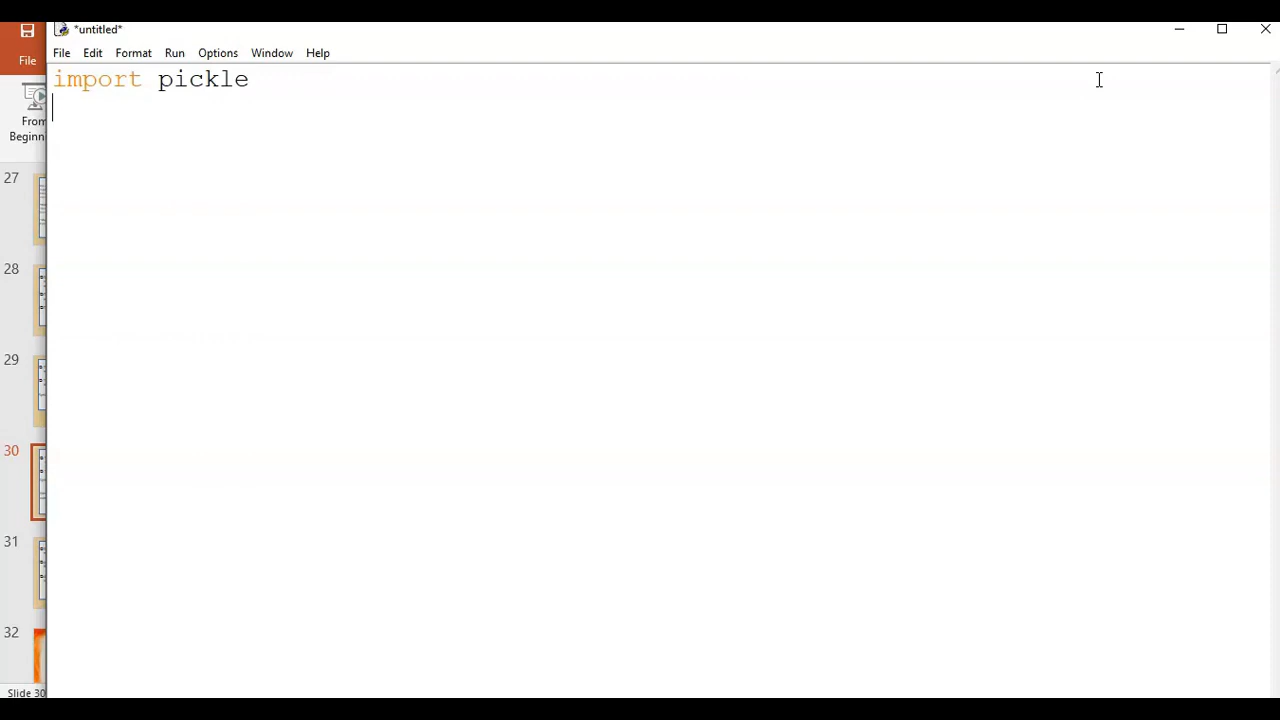 *untitled*
File Edit Format Run Options Window Help
import pickle
File
From
Beginn
27
28
29
30
31
32
Slide 30